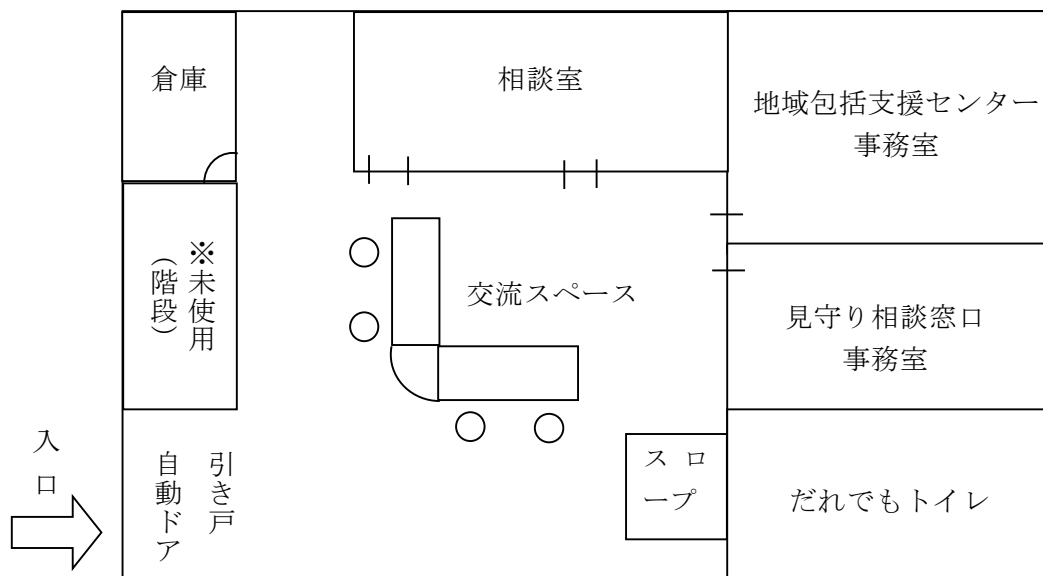 倉庫
相談室
地域包括支援センター
事務室
※未使用
(階段)
交流スペース
見守り相談窓口
事務室
入口
引き戸
自動ドア
スロ
ープ
だれでもトイレ